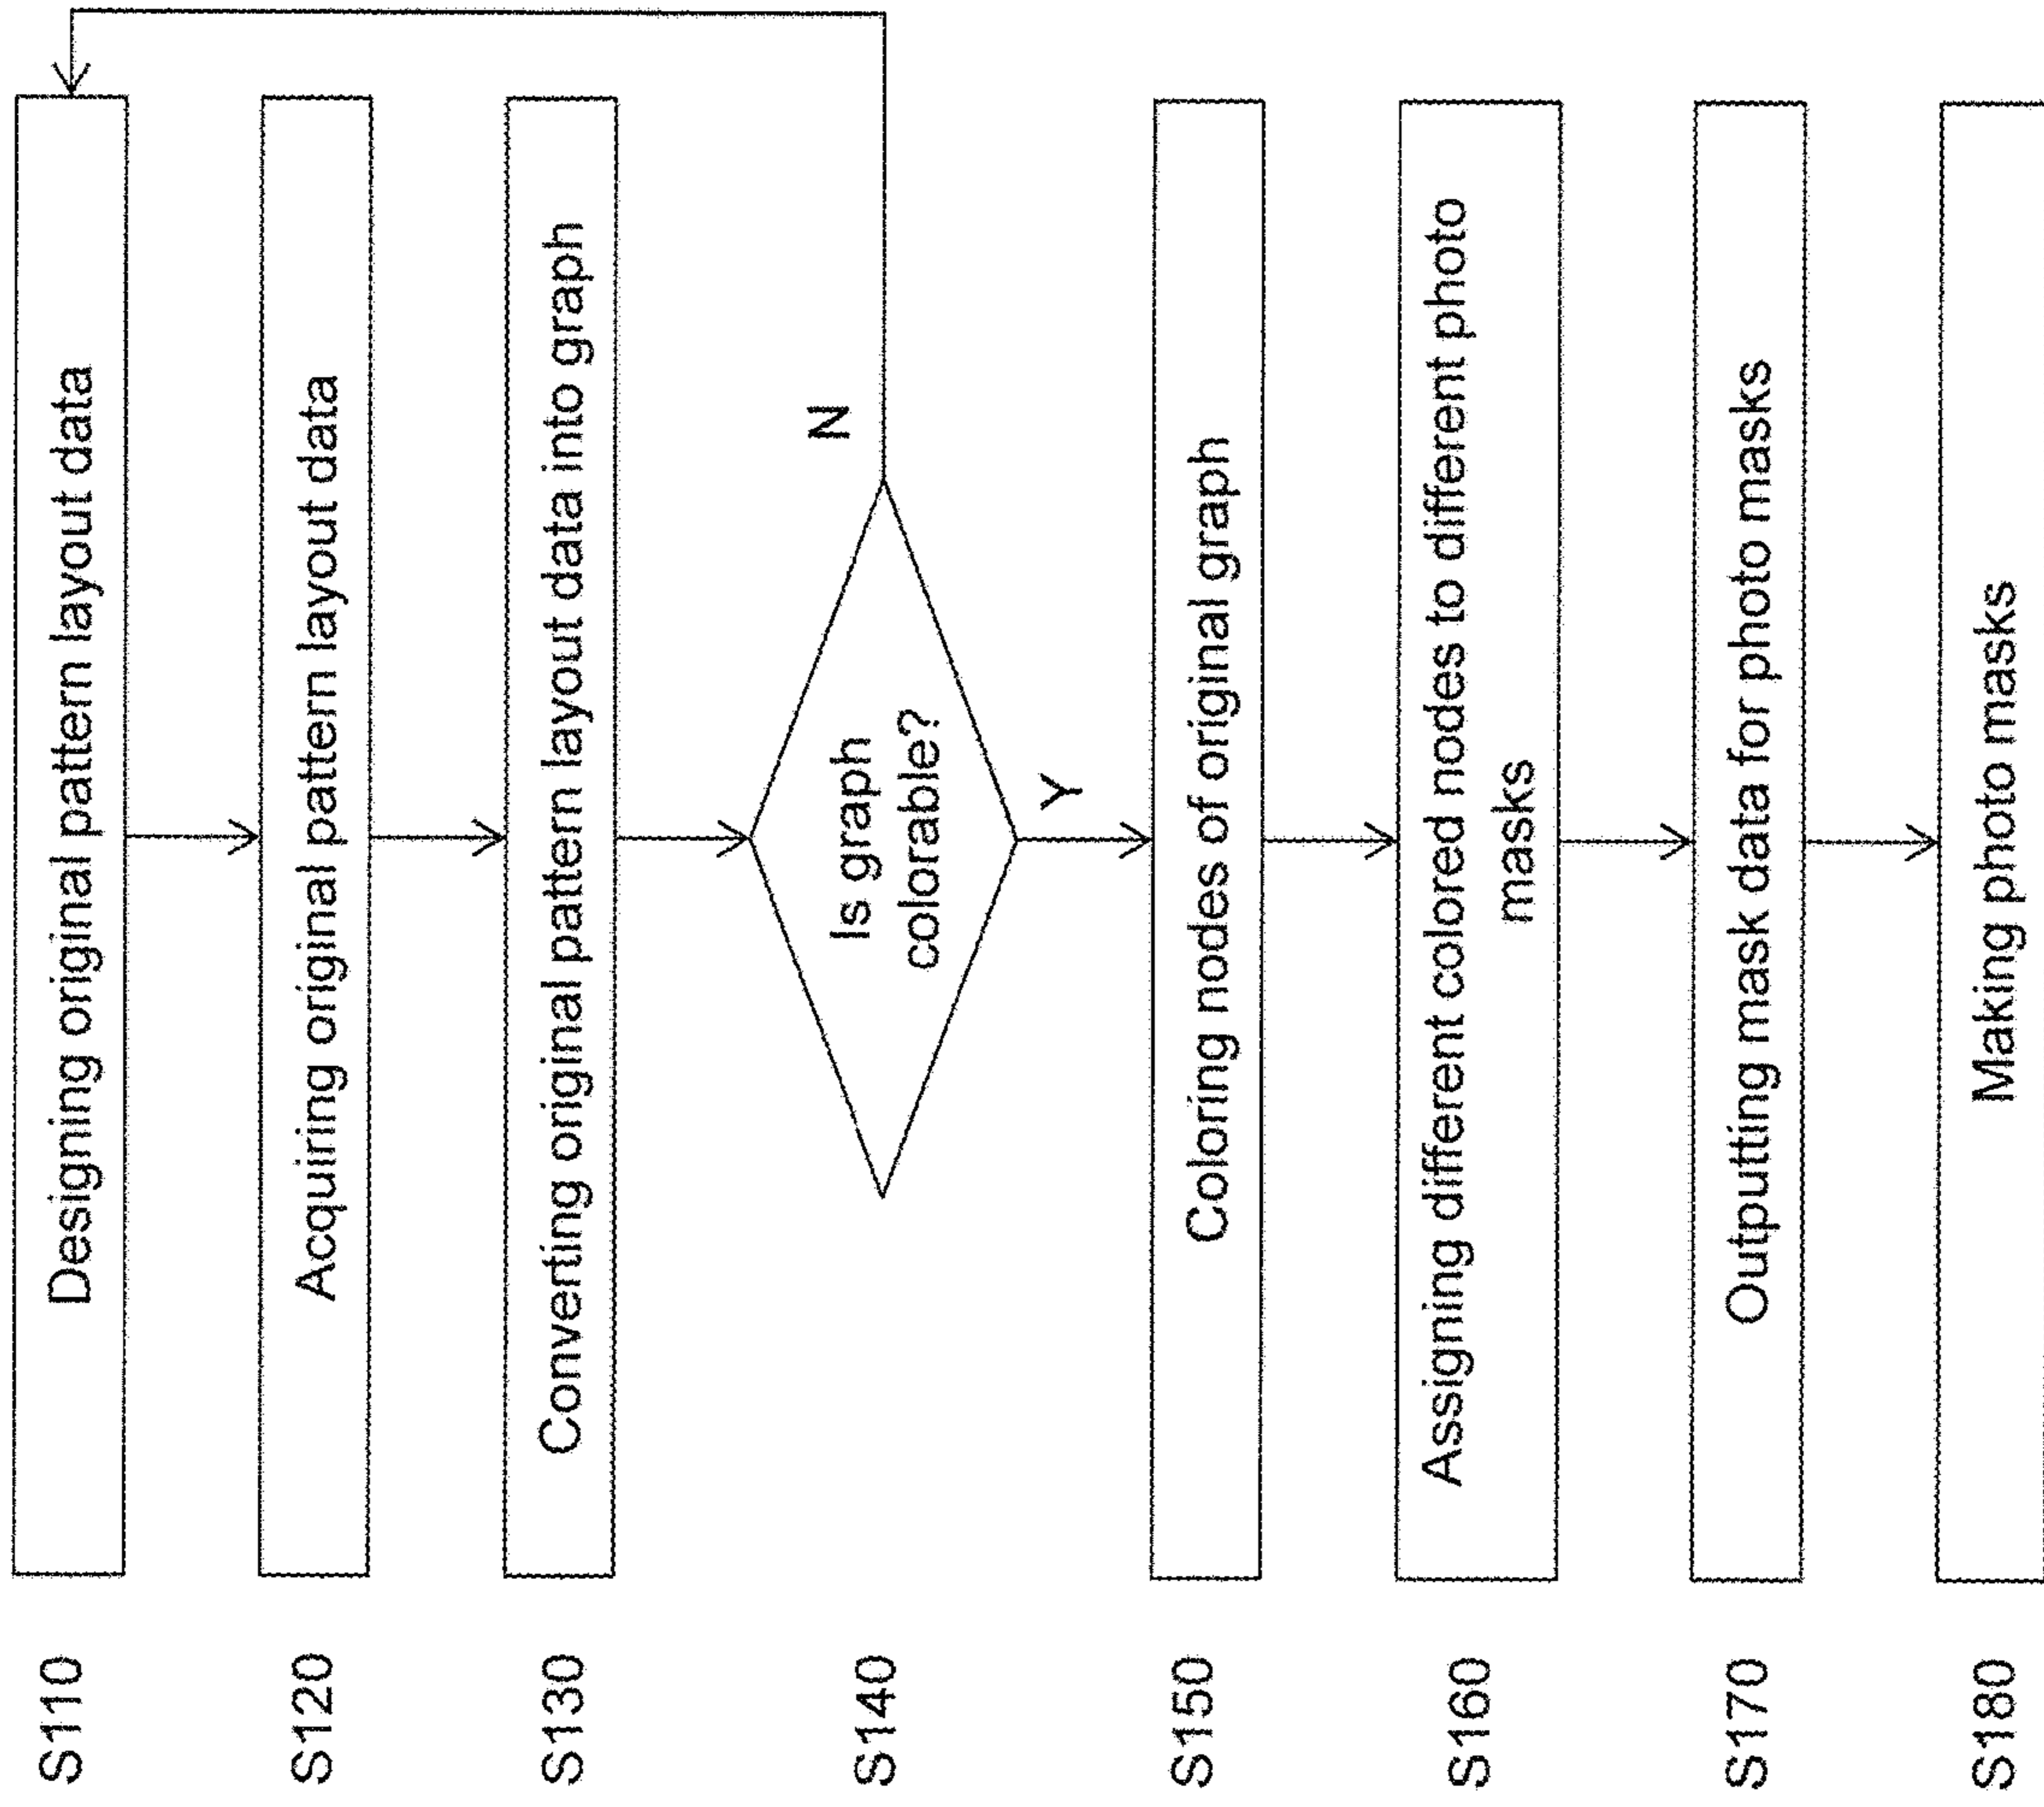 S110
Designing original pattern layout data
S120
Acquiring original pattern layout data
S130
Converting original pattern layout data into graph
S140
Is graph
colorable?
N
Y
S150
Coloring nodes of original graph
S160
Assigning different colored nodes to different photo
masks
S170
Outputting mask data for photo masks
S180
Making photo masks